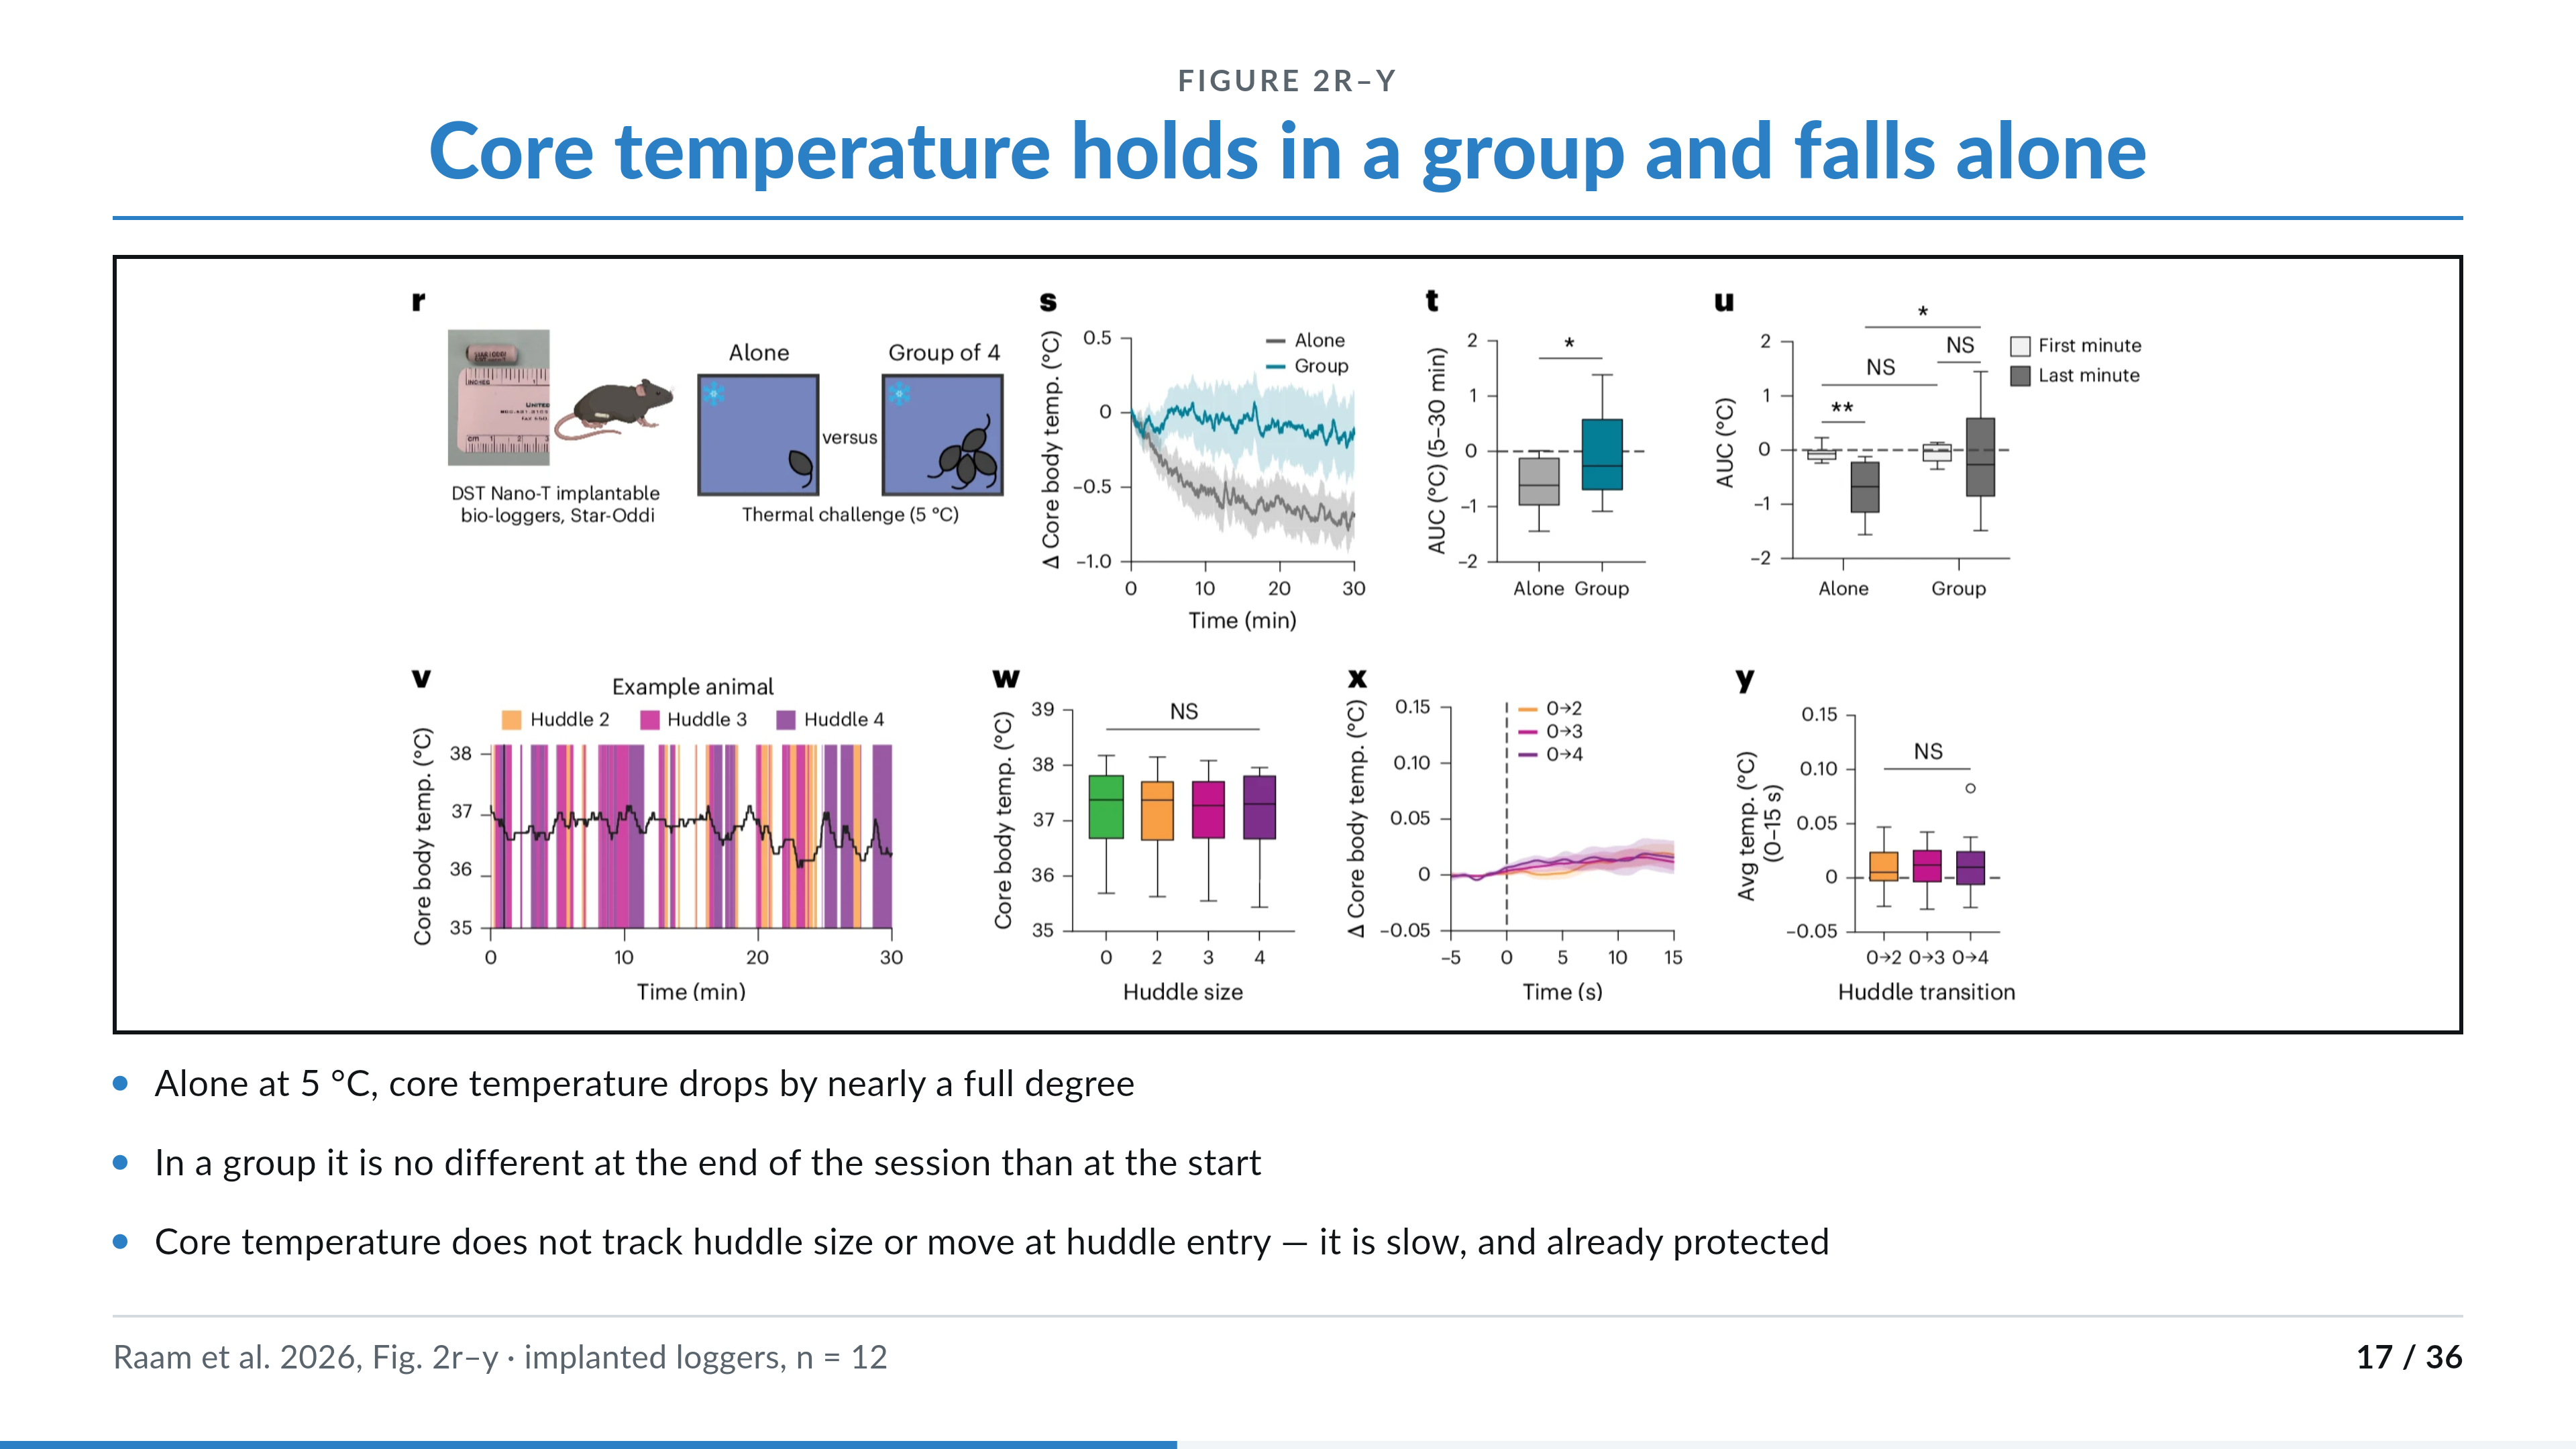 FIGURE 2R–Y
Core temperature holds in a group and falls alone
r
Alone
Group of 4
versus
DST Nano-T implantable
bio-loggers, Star-Oddi
Thermal challenge (5 °C)
INCHES 1
UNITED
cm 1 2 3
s
Δ Core body temp. (°C)
0.5
0
–0.5
–1.0
Alone
Group
0 10 20 30
Time (min)
t
AUC (°C) (5–30 min)
2
1
0
–1
–2
*
Alone Group
u
AUC (°C)
2
1
0
–1
–2
*
NS
NS
**
First minute
Last minute
Alone Group
v
Example animal
Huddle 2 Huddle 3 Huddle 4
Core body temp. (°C)
38
37
36
35
0 10 20 30
Time (min)
w
Core body temp. (°C)
39
38
37
36
35
NS
0 2 3 4
Huddle size
x
Δ Core body temp. (°C)
0.15
0.10
0.05
0
–0.05
0→2
0→3
0→4
–5 0 5 10 15
Time (s)
y
Avg temp. (°C)
(0–15 s)
0.15
0.10
0.05
0
–0.05
NS
0→2 0→3 0→4
Huddle transition
• Alone at 5 °C, core temperature drops by nearly a full degree
• In a group it is no different at the end of the session than at the start
• Core temperature does not track huddle size or move at huddle entry — it is slow, and already protected
Raam et al. 2026, Fig. 2r–y · implanted loggers, n = 12
17 / 36